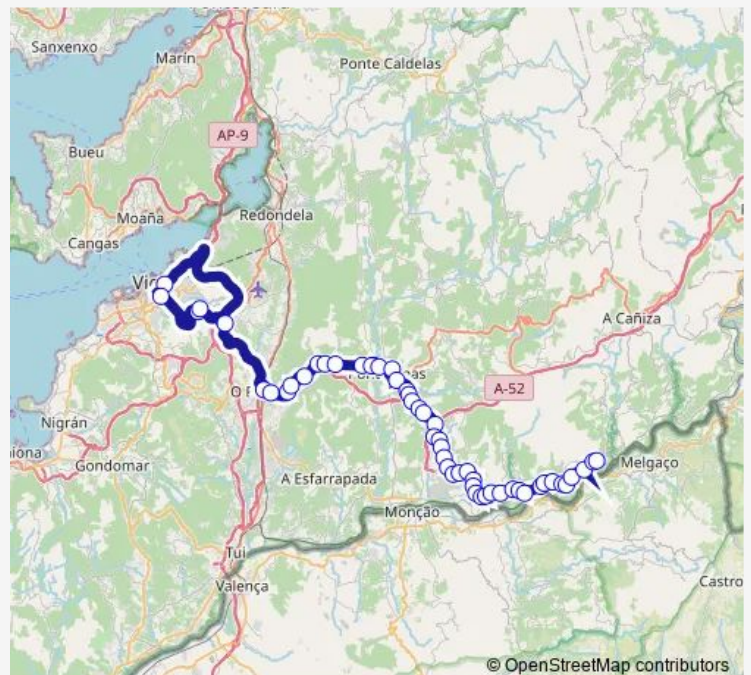 Sanxenxo
Marín
Ponte Caldelas
AP-9
Bueu
Moaña
Redondela
Cangas
A Cañiza
A-52
Nigrán
Gondomar
A Esfarrapada
Melgaço
Monção
Tui
Valença
Castro
© OpenStreetMap contributors